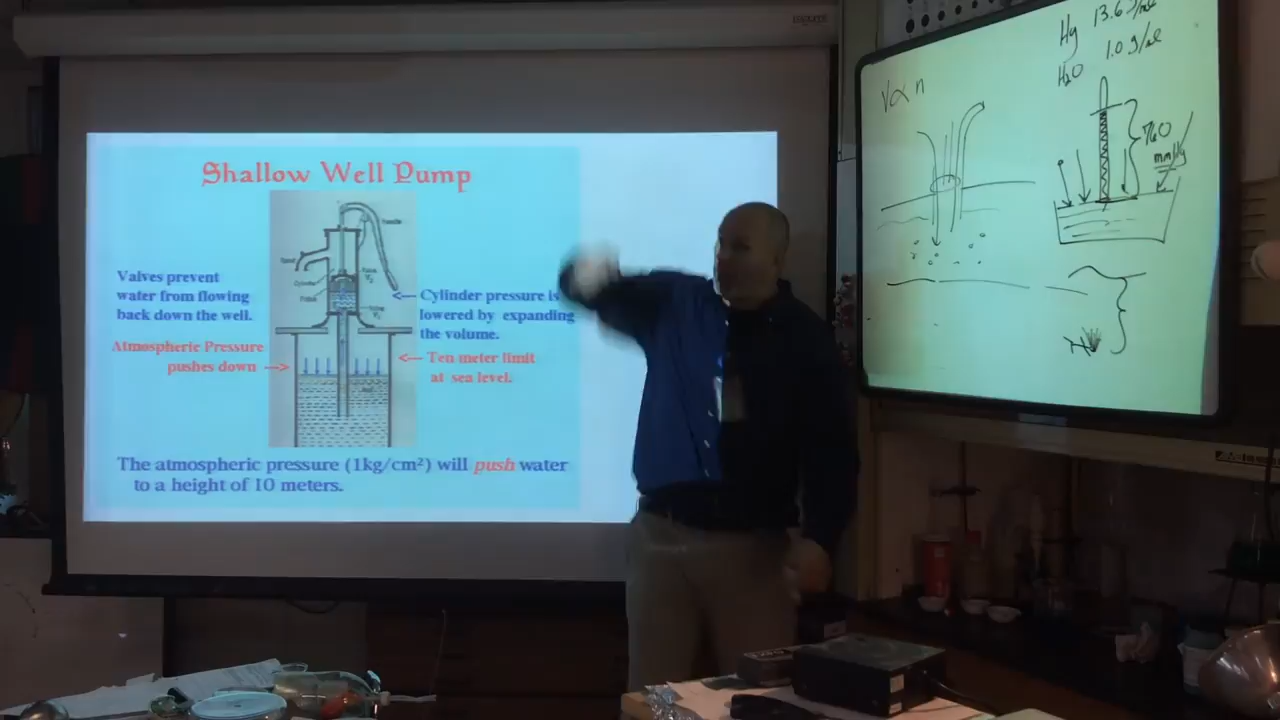 Shallow Well Pump
Valves prevent
water from flowing
back down the well.
Atmospheric Pressure
pushes down
Cylinder pressure is
lowered by expanding
the volume.
Ten meter limit
at sea level.
The atmospheric pressure (1kg/cm²) will push water
to a height of 10 meters.
V∝n
Hg 13.6 g/ml
H2O 1.0 g/ml
760
mmHg